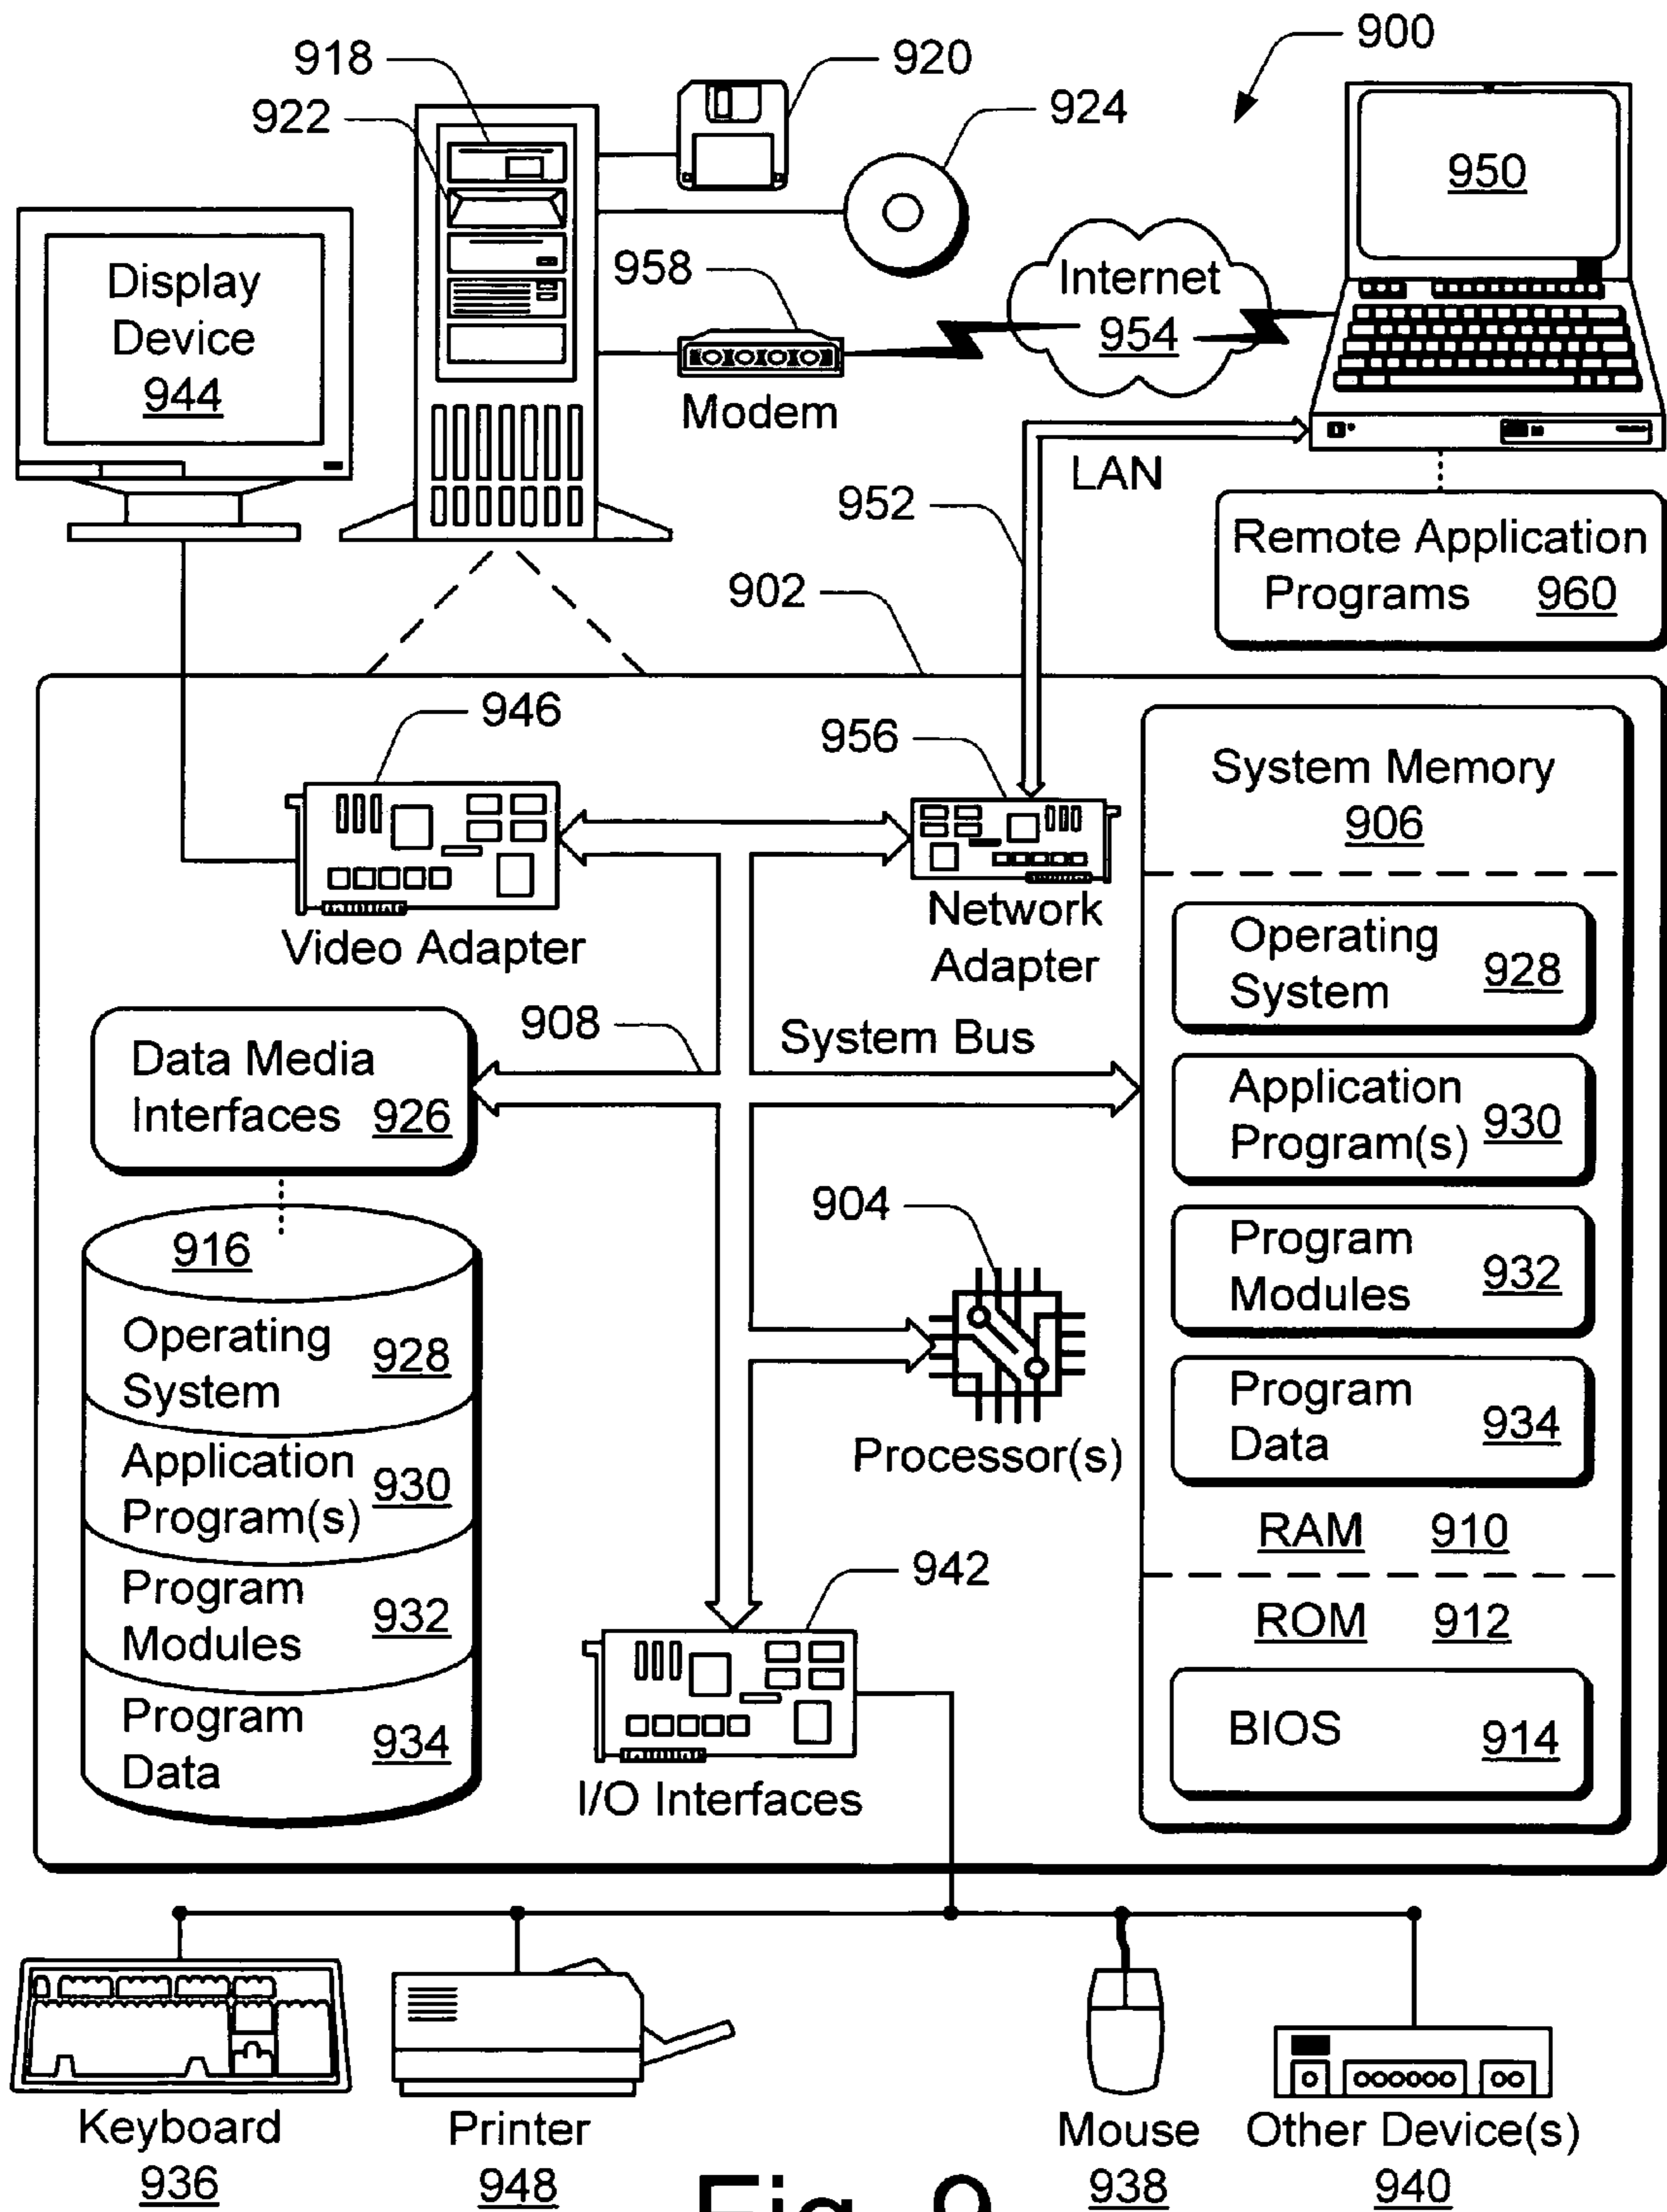 900
918
920
922
924
950
Display
Device
944
958
Internet
954
Modem
LAN
952
Remote Application
Programs 960
902
946
956
System Memory
906
Video Adapter
Network
Adapter
Operating
System 928
908
System Bus
Data Media
Interfaces 926
Application
Program(s) 930
904
Program
Modules 932
916
Operating
System 928
Processor(s)
Program
Data 934
Application
Program(s) 930
RAM 910
942
Program
Modules 932
ROM 912
Program
Data 934
BIOS 914
I/O Interfaces
Keyboard
936
Printer
948
Mouse
938
Other Device(s)
940
Fig. 9